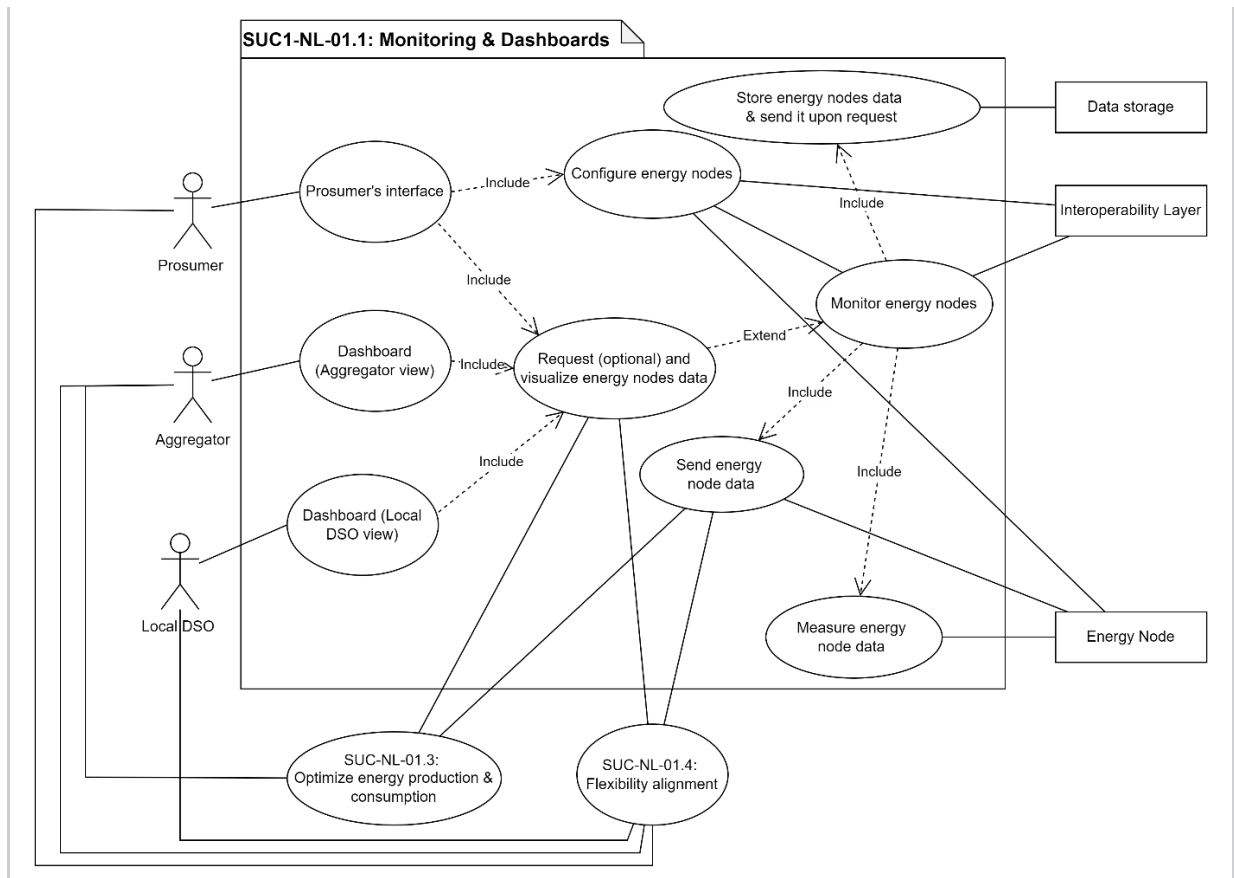 SUC1-NL-01.1: Monitoring & Dashboards
Store energy nodes data
& send it upon request
Data storage
Prosumer's interface
Include
Configure energy nodes
Include
Interoperability Layer
Prosumer
Include
Monitor energy nodes
Dashboard
(Aggregator view)
Include
Request (optional) and
visualize energy nodes data
Extend
Aggregator
Include
Include
Send energy
node data
Include
Dashboard (Local
DSO view)
Local DSO
Measure energy
node data
Energy Node
SUC-NL-01.3:
Optimize energy production &
consumption
SUC-NL-01.4:
Flexibility alignment